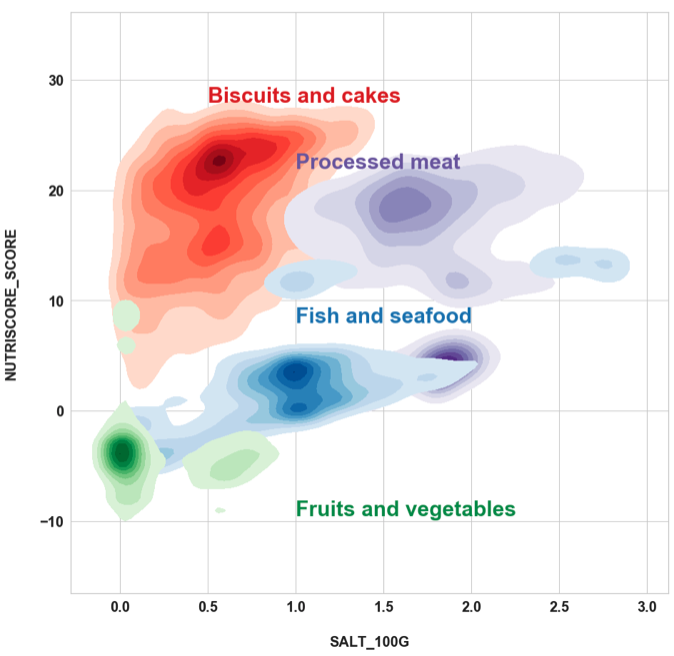 30
Biscuits and cakes
Processed meat
20
NUTRISCORE_SCORE
10
Fish and seafood
0
Fruits and vegetables
−10
0.0 0.5 1.0 1.5 2.0 2.5 3.0
SALT_100G